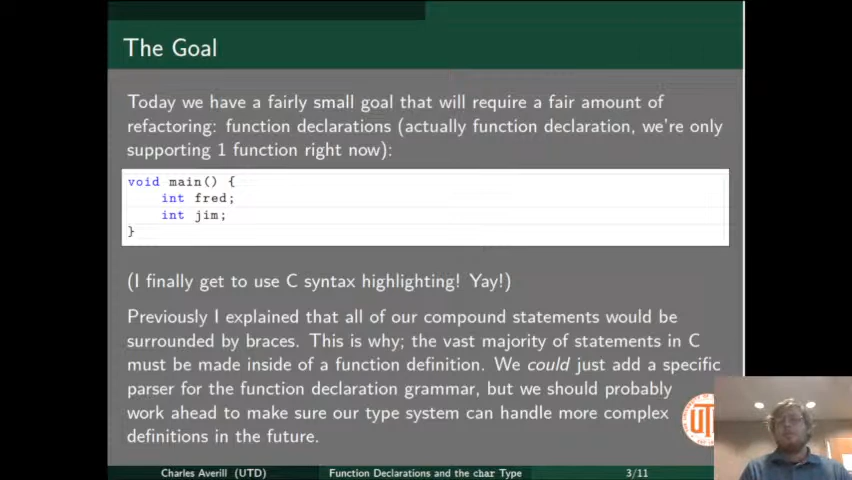 The Goal
Today we have a fairly small goal that will require a fair amount of
refactoring: function declarations (actually function declaration, we're only
supporting 1 function right now):
void main() {
    int fred;
    int jim;
}
(I finally get to use C syntax highlighting! Yay!)
Previously I explained that all of our compound statements would be
surrounded by braces. This is why; the vast majority of statements in C
must be made inside of a function definition. We could just add a specific
parser for the function declaration grammar, but we should probably
work ahead to make sure our type system can handle more complex
definitions in the future.
Charles Averill (UTD)
Function Declarations and the char Type
3/11